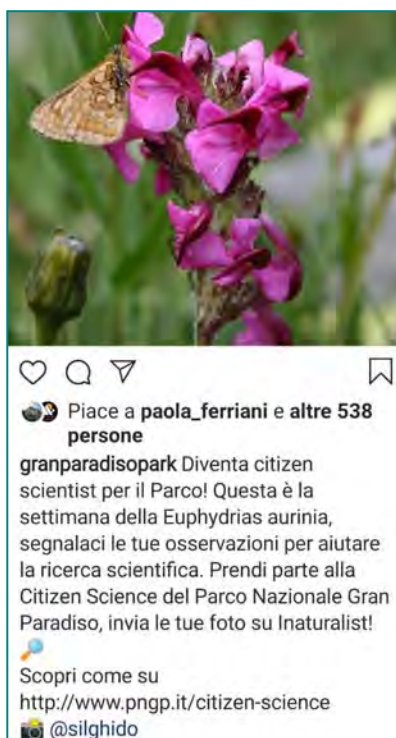 Piace a paola_ferriani e altre 538
persone
granparadisopark Diventa citizen
scientist per il Parco! Questa è la
settimana della Euphydrias aurinia,
segnalaci le tue osservazioni per aiutare
la ricerca scientifica. Prendi parte alla
Citizen Science del Parco Nazionale Gran
Paradiso, invia le tue foto su Inaturalist!
🔎
Scopri come su
http://www.pngp.it/citizen-science
📸 @silghido